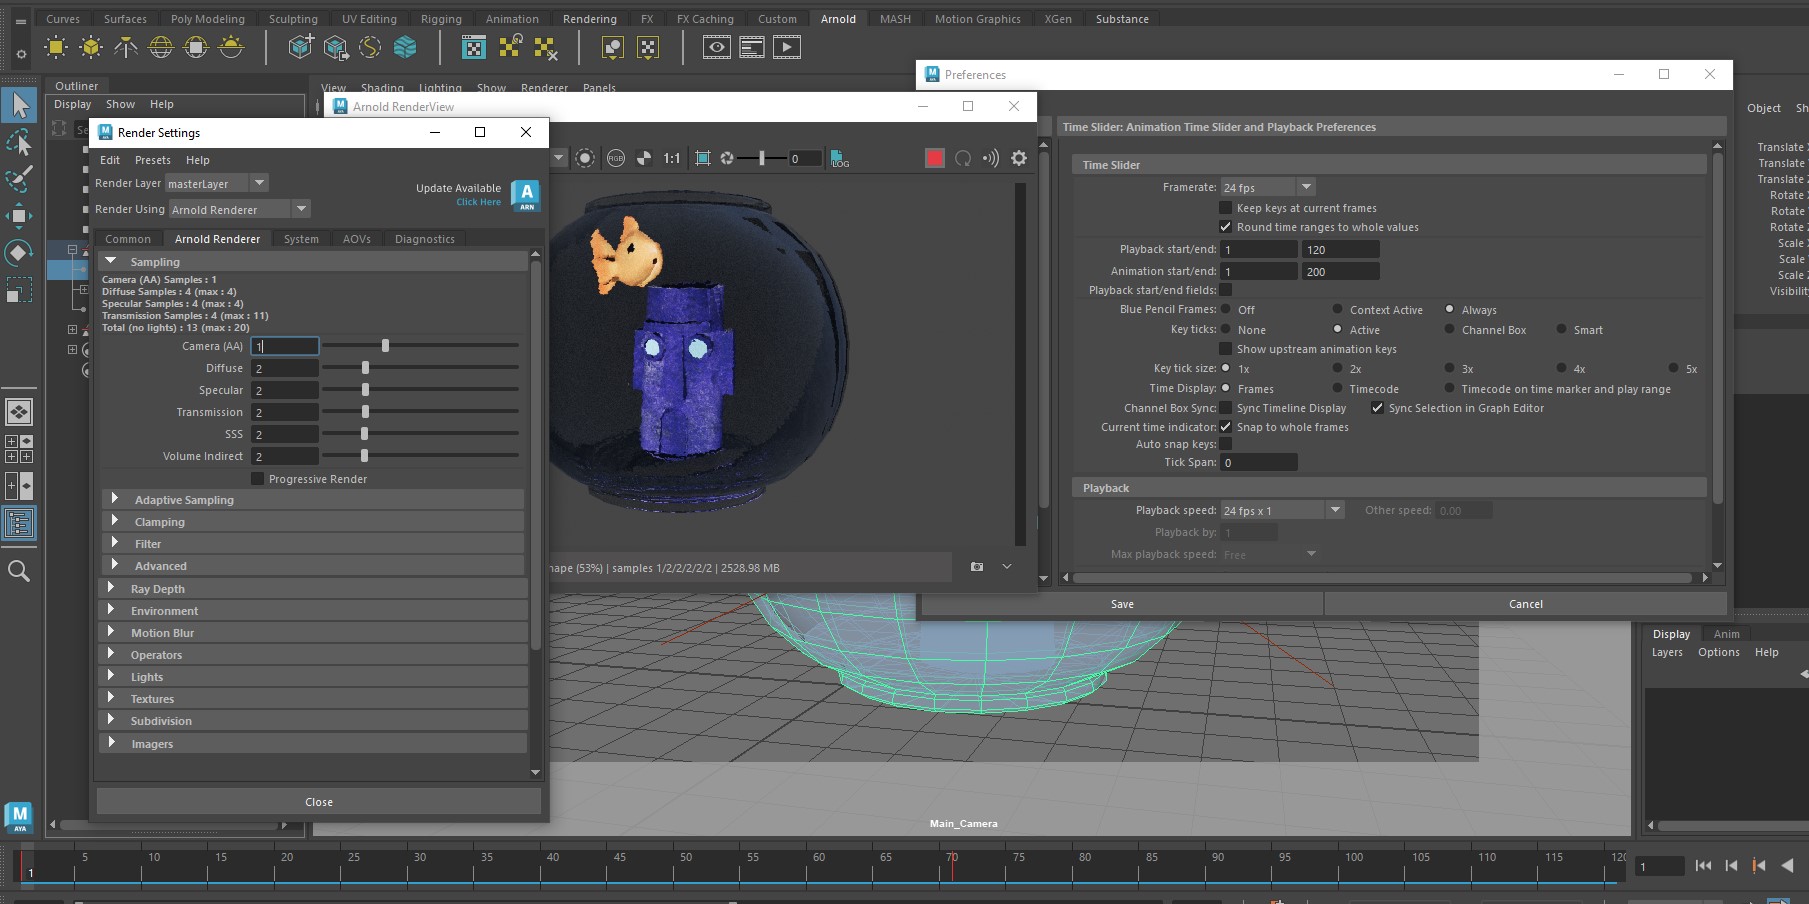 Curves Surfaces Poly Modeling Sculpting UV Editing Rigging Animation Rendering FX FX Caching Custom Arnold MASH Motion Graphics XGen Substance
Outliner
Display Show Help
View Shading Lighting Show Renderer Panels
Arnold RenderView
1:1
RGB
0
LOG
Render Settings
Edit Presets Help
Render Layer masterLayer
Render Using Arnold Renderer
Update Available
Click Here
A
ARN
Common Arnold Renderer System AOVs Diagnostics
Sampling
Camera (AA) Samples : 1
Diffuse Samples : 4 (max : 4)
Specular Samples : 4 (max : 4)
Transmission Samples : 4 (max : 11)
Total (no lights) : 13 (max : 20)
Camera (AA) 1
Diffuse 2
Specular 2
Transmission 2
SSS 2
Volume Indirect 2
Progressive Render
Adaptive Sampling
Clamping
Filter
Advanced
Ray Depth
Environment
Motion Blur
Operators
Lights
Textures
Subdivision
Imagers
Close
(53%) | samples 1/2/2/2/2/2 | 2528.98 MB
Preferences
Time Slider: Animation Time Slider and Playback Preferences
Time Slider
Framerate: 24 fps
Keep keys at current frames
Round time ranges to whole values
Playback start/end: 1 120
Animation start/end: 1 200
Playback start/end fields:
Blue Pencil Frames: Off Context Active Always
Key ticks: None Active Channel Box Smart
Show upstream animation keys
Key tick size: 1x 2x 3x 4x 5x
Time Display: Frames Timecode Timecode on time marker and play range
Channel Box Sync: Sync Timeline Display Sync Selection in Graph Editor
Current time indicator: Snap to whole frames
Auto snap keys:
Tick Span: 0
Playback
Playback speed: 24 fps x 1 Other speed: 0.00
Playback by: 1
Max playback speed: Free
Save Cancel
Object Sh
Translate X
Translate Y
Translate Z
Rotate X
Rotate Y
Rotate Z
Scale X
Scale Y
Scale Z
Visibility
Display Anim
Layers Options Help
Main_Camera
M
AYA
5 10 15 20 25 30 35 40 45 50 55 60 65 70 75 80 85 90 95 100 105 110 115 120
1
1